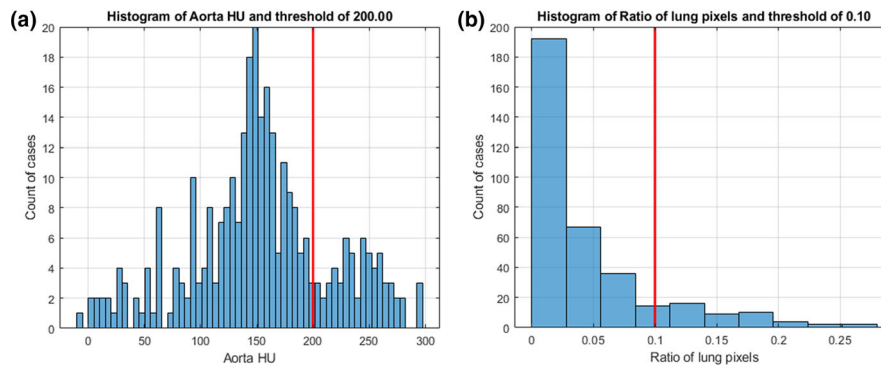 (a)
Histogram of Aorta HU and threshold of 200.00
Count of cases
20
18
16
14
12
10
8
6
4
2
0
0 50 100 150 200 250 300
Aorta HU
(b)
Histogram of Ratio of lung pixels and threshold of 0.10
Count of cases
200
180
160
140
120
100
80
60
40
20
0
0 0.05 0.1 0.15 0.2 0.25
Ratio of lung pixels